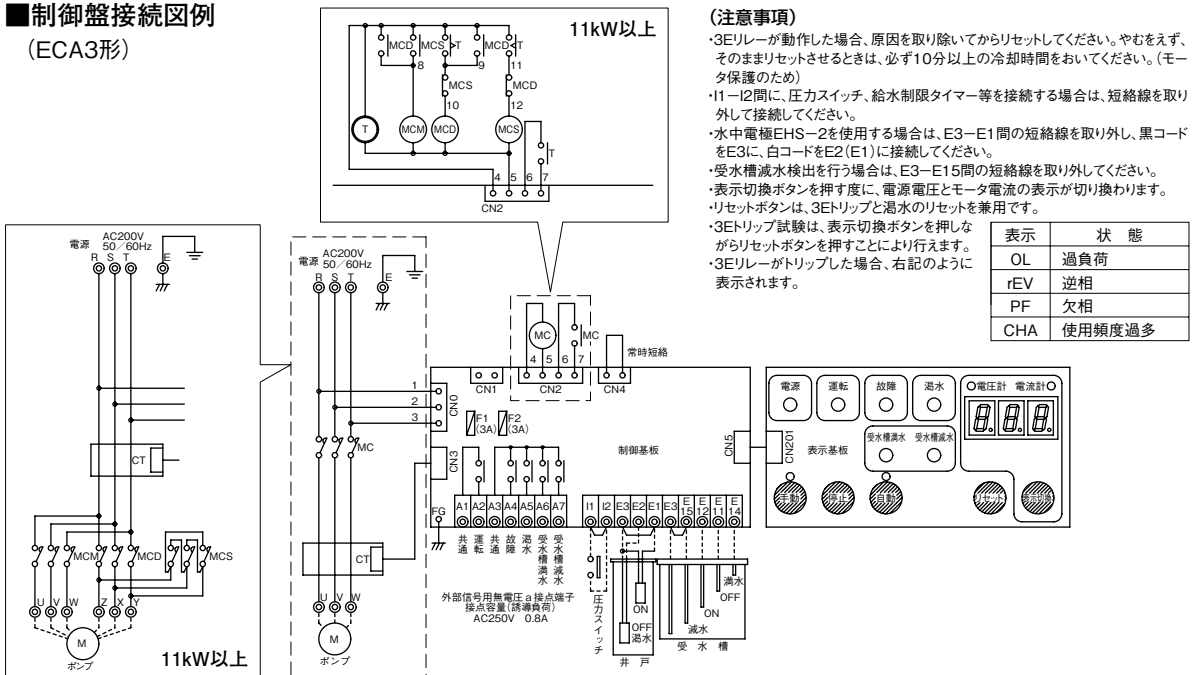 ■制御盤接続図例
(ECA3形)
11kW以上
MCD
MCS
T
MCD
T
8
9
11
MCS
MCD
10
12
T
MCM
MCD
MCS
T
4
5
6
7
CN2
(注意事項)
・3Eリレーが動作した場合、原因を取り除いてからリセットしてください。やむをえず、
そのままリセットさせるときは、必ず10分以上の冷却時間をおいてください。(モー
タ保護のため)
・I1−I2間に、圧力スイッチ、給水制限タイマー等を接続する場合は、短絡線を取り
外して接続してください。
・水中電極EHS−2を使用する場合は、E3−E1間の短絡線を取り外し、黒コード
をE3に、白コードをE2(E1)に接続してください。
・受水槽減水検出を行う場合は、E3−E15間の短絡線を取り外してください。
・表示切換ボタンを押す度に、電源電圧とモータ電流の表示が切り換わります。
・リセットボタンは、3Eトリップと渇水のリセットを兼用です。
・3Eトリップ試験は、表示切換ボタンを押しな
がらリセットボタンを押すことにより行えます。
・3Eリレーがトリップした場合、右記のように
表示されます。
表示 状態
OL 過負荷
rEV 逆相
PF 欠相
CHA 使用頻度過多
電源 AC200V
50/60Hz
R S T E
CT
MCM
MCD
MCS
U V W Z X Y
M
ポンプ
11kW以上
電源 AC200V
50/60Hz
R S T E
MC
CT
U V W
M
ポンプ
MC
MC
4 5 6 7
常時短絡
CN1
CN2
CN4
1
2
3
CN0
F1
(3A)
F2
(3A)
制御基板
CN3
CN5
CN201
FG
A1 A2 A3 A4 A5 A6 A7
I1 I2 E3 E2 E1 E3 E15 E12 E11 E14
共通
運転
共通
故障
渇水
受水槽満水
受水槽減水
外部信号用無電圧a接点端子
接点容量(誘導負荷)
AC250V 0.8A
圧力スイッチ
ON
OFF
渇水
井戸
満水
OFF
ON
減水
受水槽
電源
運転
故障
渇水
電圧計
電流計
8.8.8.
受水槽満水
受水槽減水
表示基板
手動
停止
自動
リセット
表示切換